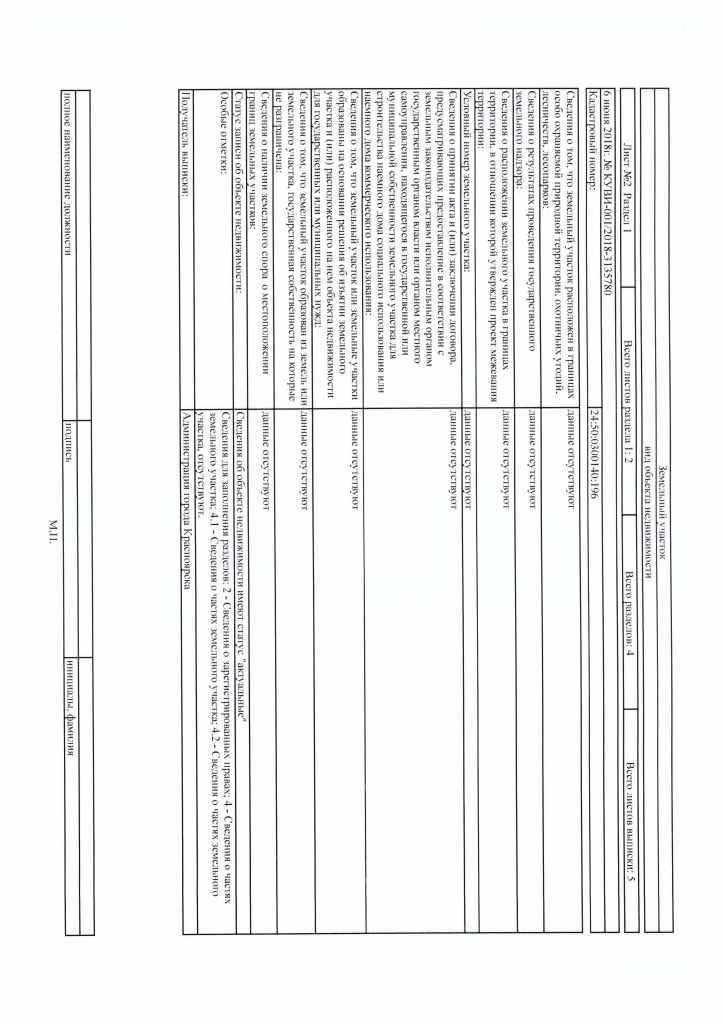 Земельный участок
вид объекта недвижимости
Лист №2 Раздел 1 Всего листов раздела 1: 2 Всего разделов: 4 Всего листов выписки: 5
6 июня 2018г. № КУВИ-001/2018-3135780
Кадастровый номер: 24:50:0300140:196
Сведения о том, что земельный участок расположен в границах данные отсутствуют
особо охраняемой природной территории, охотничьих угодий,
лесничеств, лесопарков:
Сведения о результатах проведения государственного данные отсутствуют
земельного надзора:
Сведения о расположении земельного участка в границах данные отсутствуют
территории, в отношении которой утвержден проект межевания
территории:
Условный номер земельного участка: данные отсутствуют
Сведения о принятии акта и (или) заключении договора, данные отсутствуют
предусматривающих предоставление в соответствии с
земельным законодательством исполнительным органом
государственным органом власти или органом местного
самоуправления, находящегося в государственной или
муниципальной собственности земельного участка для
строительства наемного дома социального использования или
наемного дома коммерческого использования:
Сведения о том, что земельный участок или земельные участки данные отсутствуют
образованы на основании решения об изъятии земельного
участка и (или) расположенного на нем объекта недвижимости
для государственных или муниципальных нужд:
Сведения о том, что земельный участок образован из земель или данные отсутствуют
земельного участка, государственная собственность на которые
не разграничена:
Сведения о наличии земельного спора о местоположении данные отсутствуют
границ земельных участков:
Статус записи об объекте недвижимости: Сведения об объекте недвижимости имеют статус "актуальные"
Особые отметки: Сведения для заполнения разделов: 2 - Сведения о зарегистрированных правах; 4 - Сведения о частях
земельного участка; 4.1 - Сведения о частях земельного участка; 4.2 - Сведения о частях земельного
участка, отсутствуют.
Получатель выписки: Администрация города Красноярска
полное наименование должности подпись инициалы, фамилия
М.П.